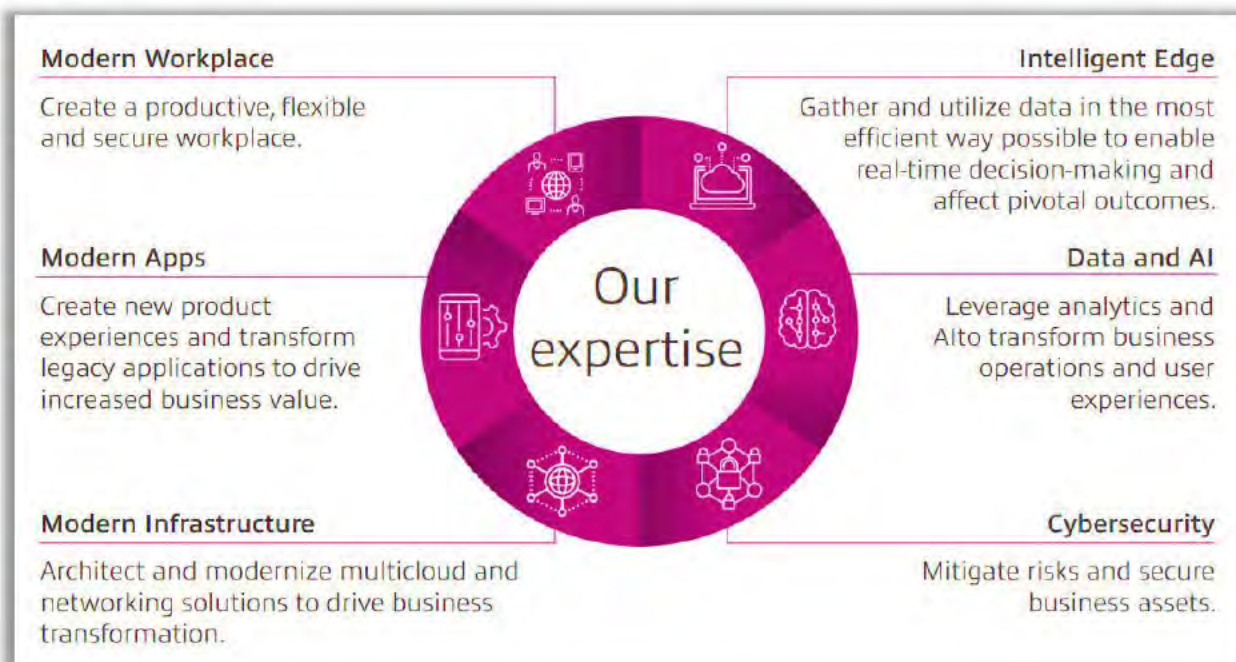 Modern Workplace
Create a productive, flexible
and secure workplace.
Modern Apps
Create new product
experiences and transform
legacy applications to drive
increased business value.
Modern Infrastructure
Architect and modernize multicloud and
networking solutions to drive business
transformation.
Our
expertise
Intelligent Edge
Gather and utilize data in the most
efficient way possible to enable
real-time decision-making and
affect pivotal outcomes.
Data and AI
Leverage analytics and
AIto transform business
operations and user
experiences.
Cybersecurity
Mitigate risks and secure
business assets.